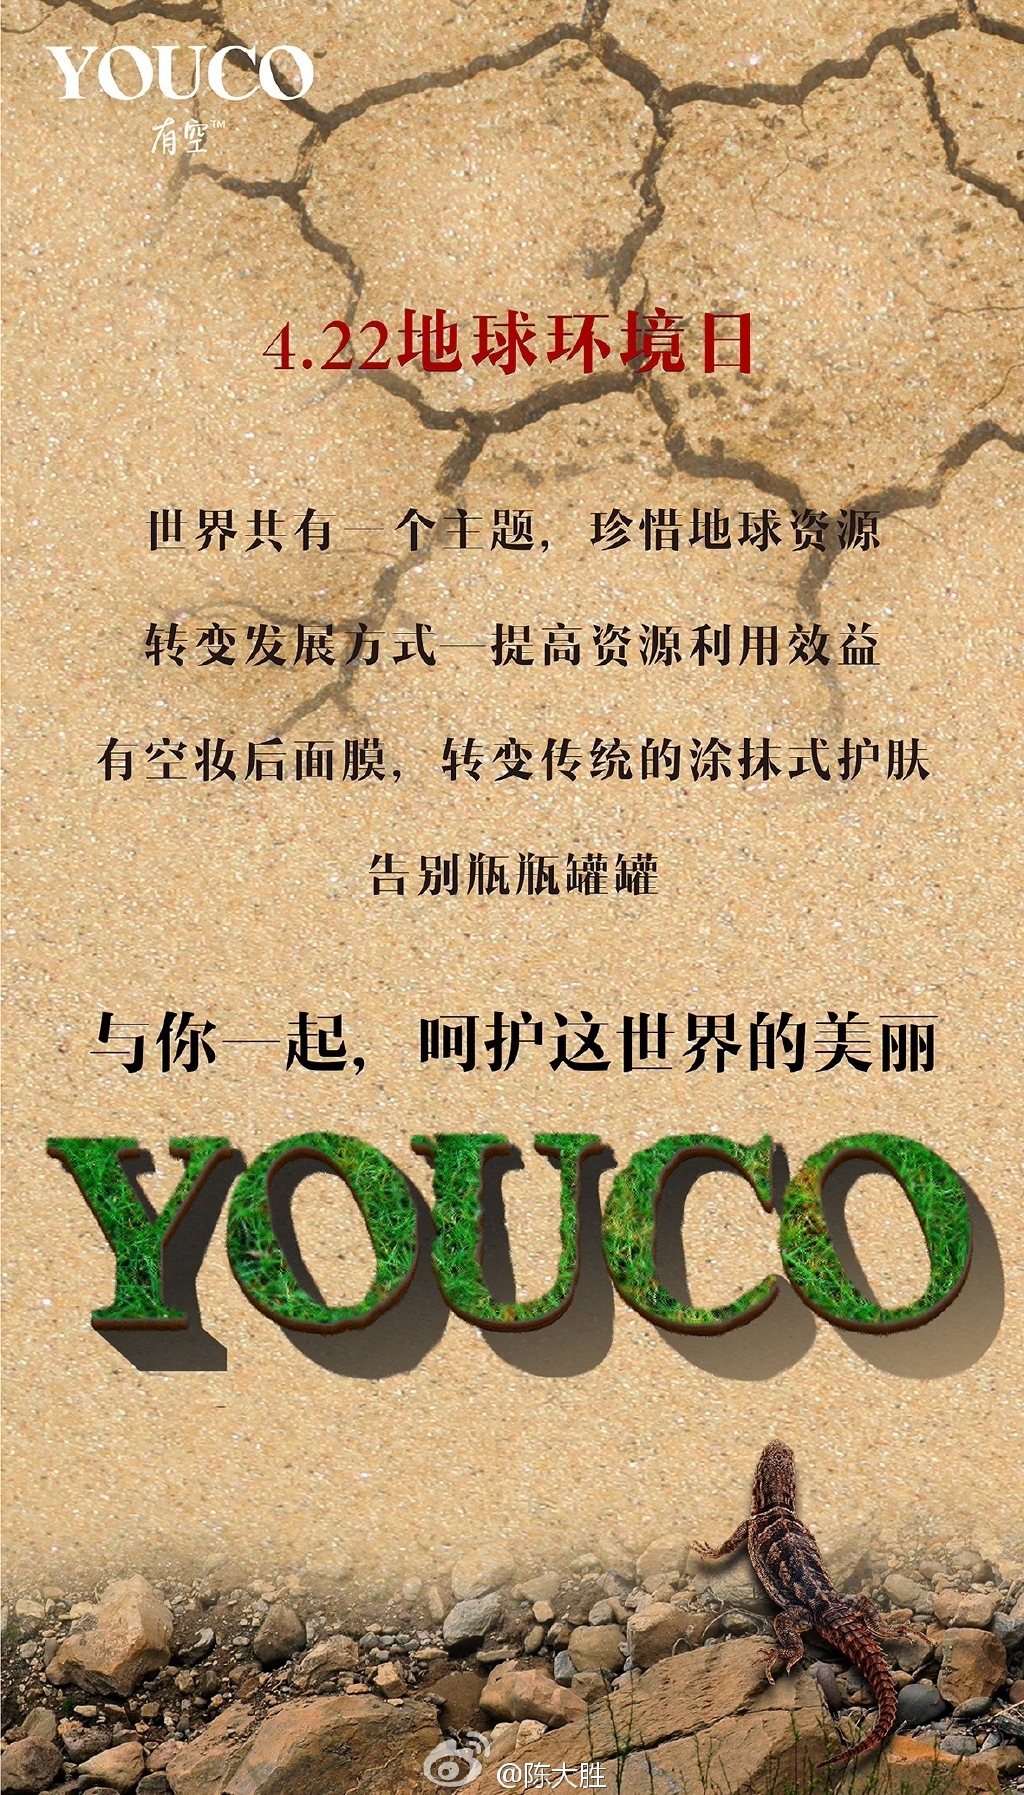 YOUCO
有空™
4.22地球环境日
世界共有一个主题，珍惜地球资源
转变发展方式—提高资源利用效益
有空妆后面膜，转变传统的涂抹式护肤
告别瓶瓶罐罐
与你一起，呵护这世界的美丽
YOUCO
@陈大胜